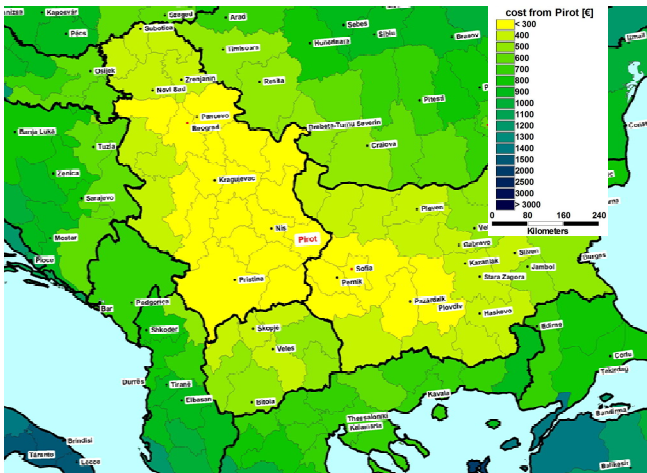 cost from Pirot [€]
< 300
400
500
600
700
800
900
1000
1100
1200
1300
1400
1500
2000
2500
3000
> 3000
0 80 160 240
Kilometers
Kaposvár
Pécs
Szeged
Subotica
Arad
Timisoara
Hunedoara
Sebes
Sibiu
Brasov
Izmail
Osijek
Novi Sad
Zrenjanin
Resita
Pitesti
Pancevo
Beograd
Drobeta-Turnu Severin
Craiova
Banja Luka
Tuzla
Zenica
Sarajevo
Kragujevac
Mostar
Ploce
Nis
Pirot
Pleven
Gabrovo
Kazanlak
Sliven
Burgas
Jambol
Stara Zagora
Sofia
Pernik
Pazardzik
Plovdiv
Haskovo
Pristina
Podgorica
Bar
Shkoder
Skopje
Veles
Edirne
Corlu
Tekirdag
Durrës
Tiranë
Elbasan
Bitola
Kavala
Thessaloniki
Kalamaria
Bandirma
Balikesir
Brindisi
Taranto
Lecce